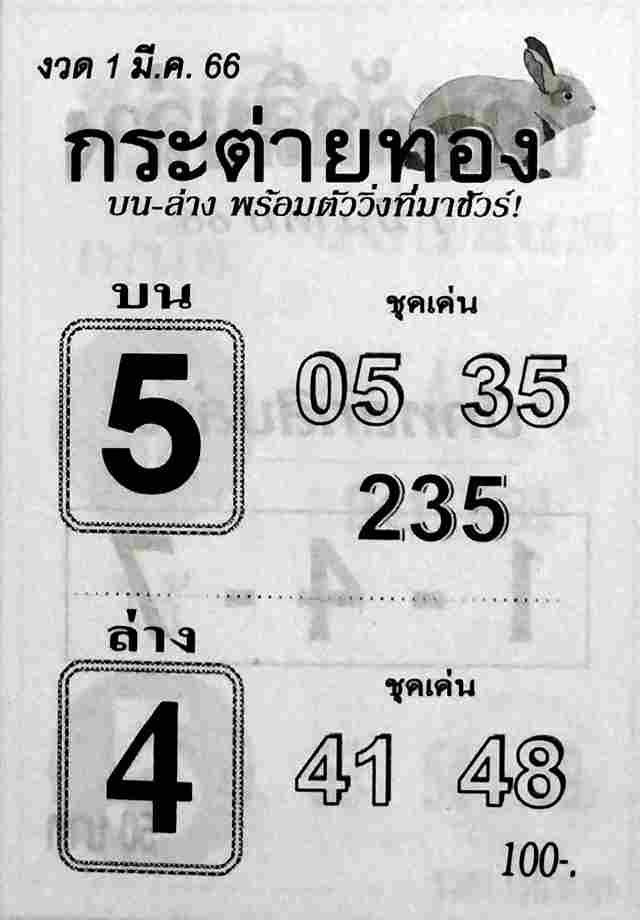 งวด 1 มี.ค. 66
กระต่ายทอง
บน-ล่าง พร้อมตัววิ่งที่มาชัวร์!
บน
ชุดเด่น
5
05 35
235
ล่าง
ชุดเด่น
4
41 48
100-.